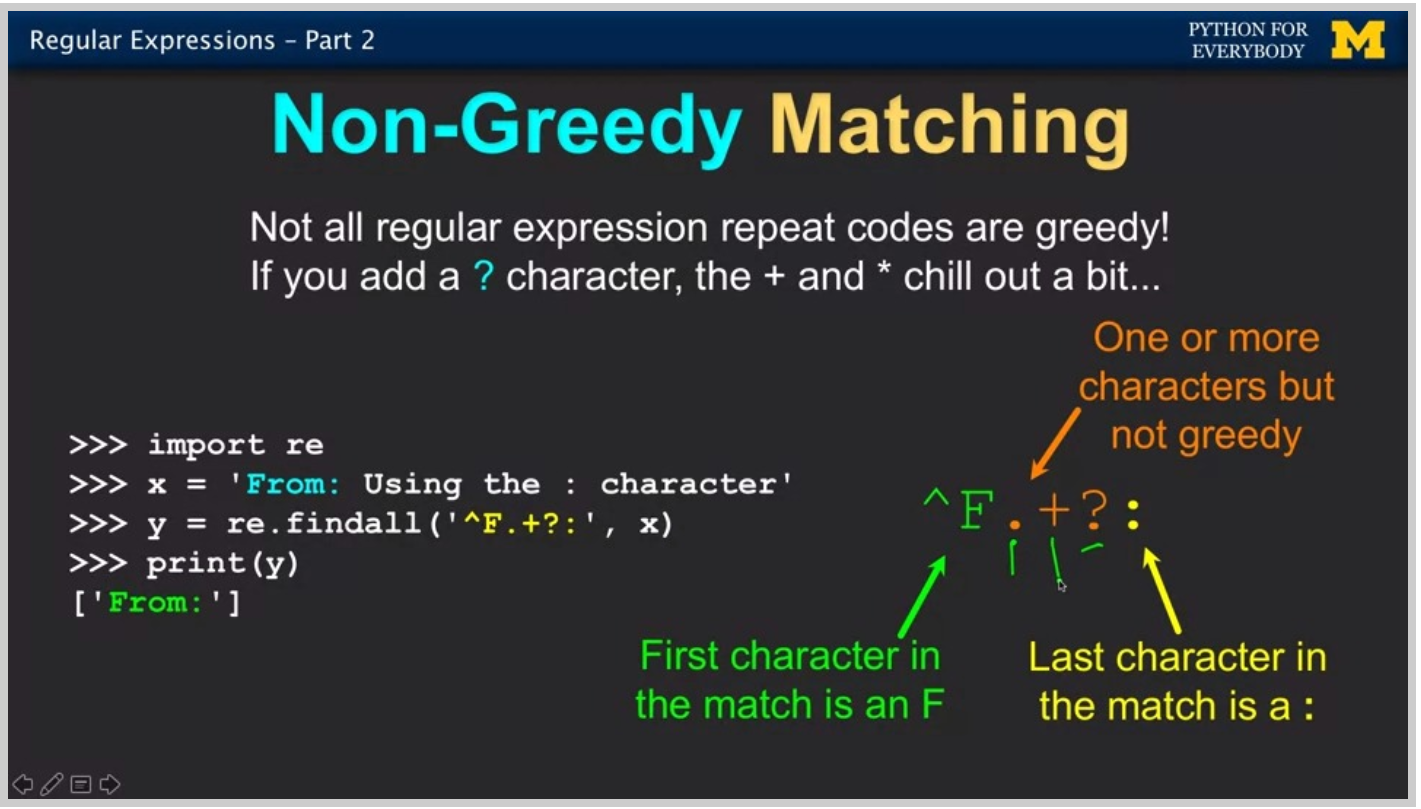 Regular Expressions – Part 2
PYTHON FOR
EVERYBODY
M
Non-Greedy Matching
Not all regular expression repeat codes are greedy!
If you add a ? character, the + and * chill out a bit...
One or more
characters but
not greedy
>>> import re
>>> x = 'From: Using the : character'
>>> y = re.findall('^F.+?:', x)
>>> print(y)
['From:']
^F.+?:
First character in
the match is an F
Last character in
the match is a :